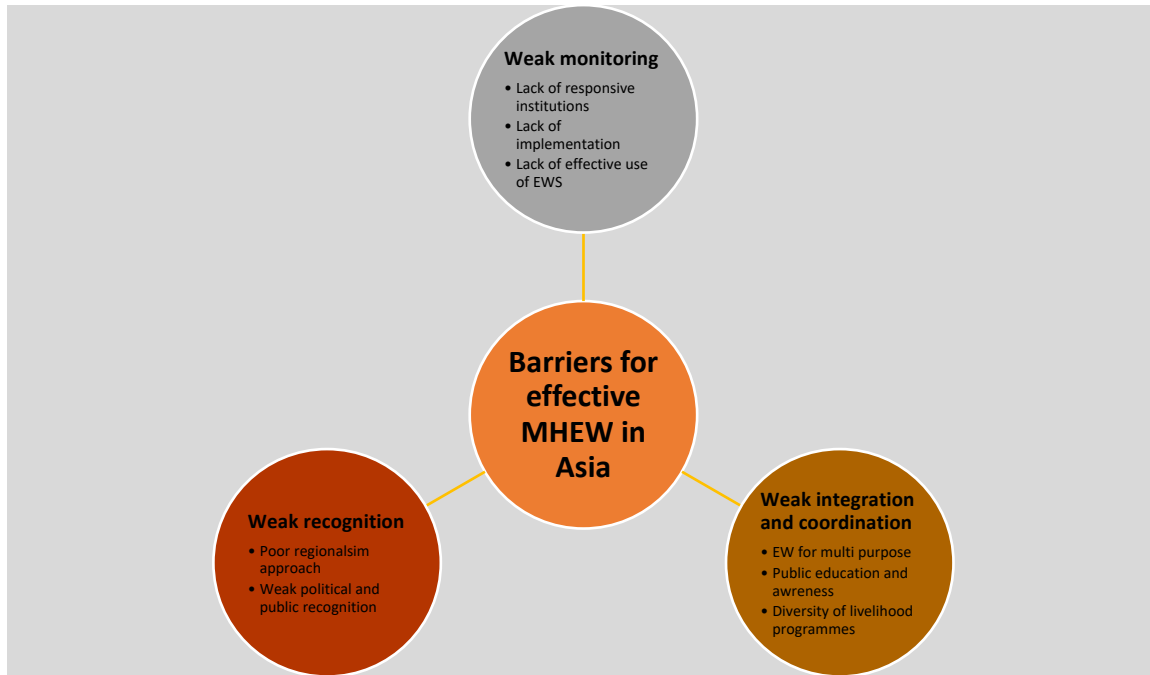 Weak monitoring
• Lack of responsive
institutions
• Lack of
implementation
• Lack of effective use
of EWS
Barriers for
effective
MHEW in
Asia
Weak recognition
• Poor regionalsim
approach
• Weak political and
public recognition
Weak integration
and coordination
• EW for multi purpose
• Public education and
awreness
• Diversity of livelihood
programmes